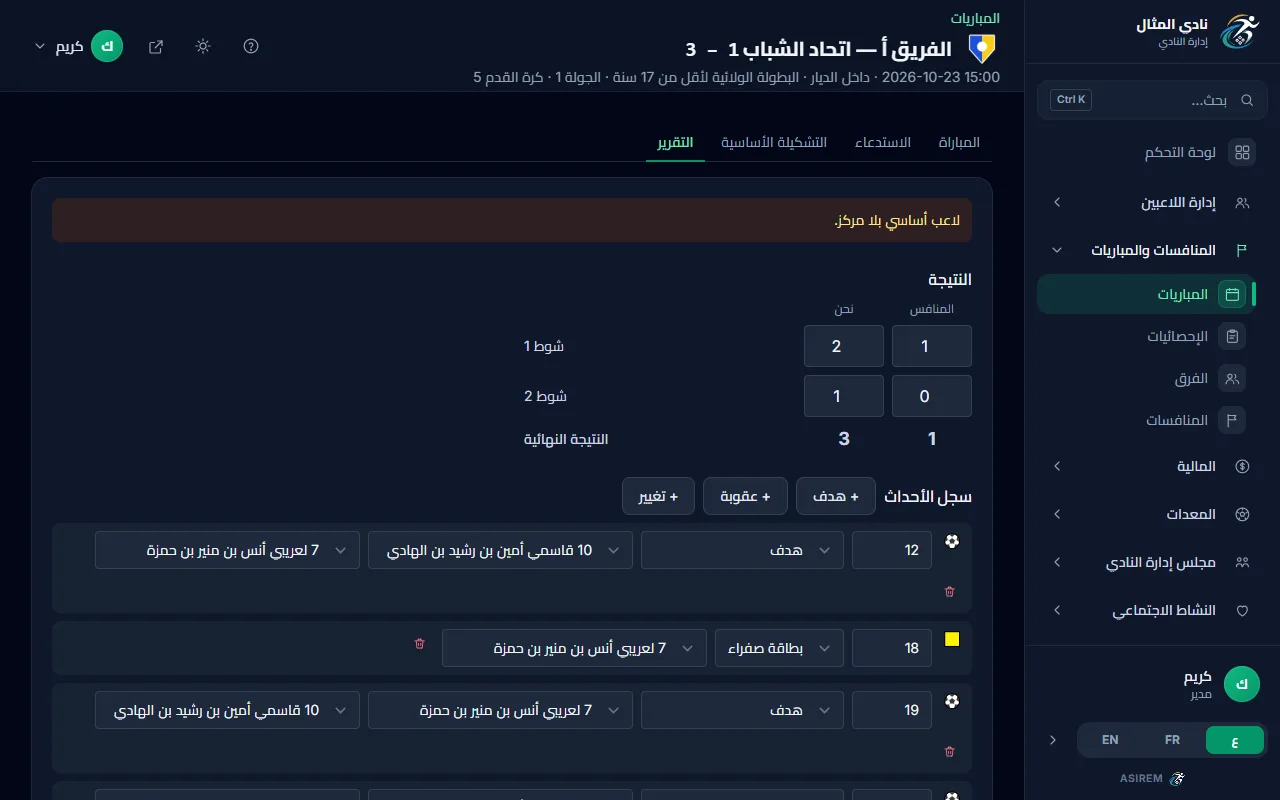 نادي المثال
إدارة النادي
بحث...
Ctrl K
لوحة التحكم
إدارة اللاعبين
المنافسات والمباريات
المباريات
الإحصائيات
الفرق
المنافسات
المالية
المعدات
مجلس إدارة النادي
النشاط الاجتماعي
ك
كريم
مدير
ع
FR
EN
ASIREM
المباريات
الفريق أ — اتحاد الشباب 1 – 3
15:00 2026-10-23 · داخل الديار · البطولة الولائية لأقل من 17 سنة · الجولة 1 · كرة القدم 5
ك
كريم
المباراة
الاستدعاء
التشكيلة الأساسية
التقرير
لاعب أساسي بلا مركز.
النتيجة
المنافس نحن
1 2 شوط 1
0 1 شوط 2
1 3 النتيجة النهائية
سجل الأحداث
+ هدف
+ عقوبة
+ تغيير
12 هدف 10 قاسمي أمين بن رشيد بن الهادي 7 لعريبي أنس بن منير بن حمزة
18 بطاقة صفراء 7 لعريبي أنس بن منير بن حمزة
19 هدف 7 لعريبي أنس بن منير بن حمزة 10 قاسمي أمين بن رشيد بن الهادي